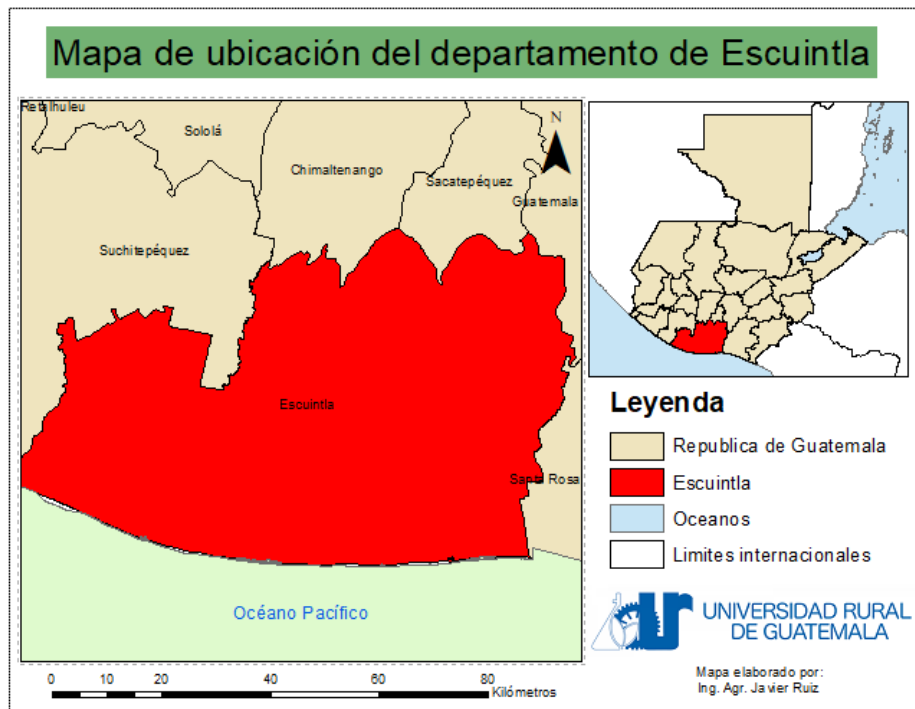 Mapa de ubicación del departamento de Escuintla
Retalhuleu
Sololá
N
Chimaltenango
Sacatepéquez
Guatemala
Suchitepéquez
Escuintla
Santa Rosa
Océano Pacífico
0 10 20 40 60 80
Kilómetros
Leyenda
Republica de Guatemala
Escuintla
Oceanos
Limites internacionales
UNIVERSIDAD RURAL
DE GUATEMALA
Mapa elaborado por:
Ing. Agr. Javier Ruiz